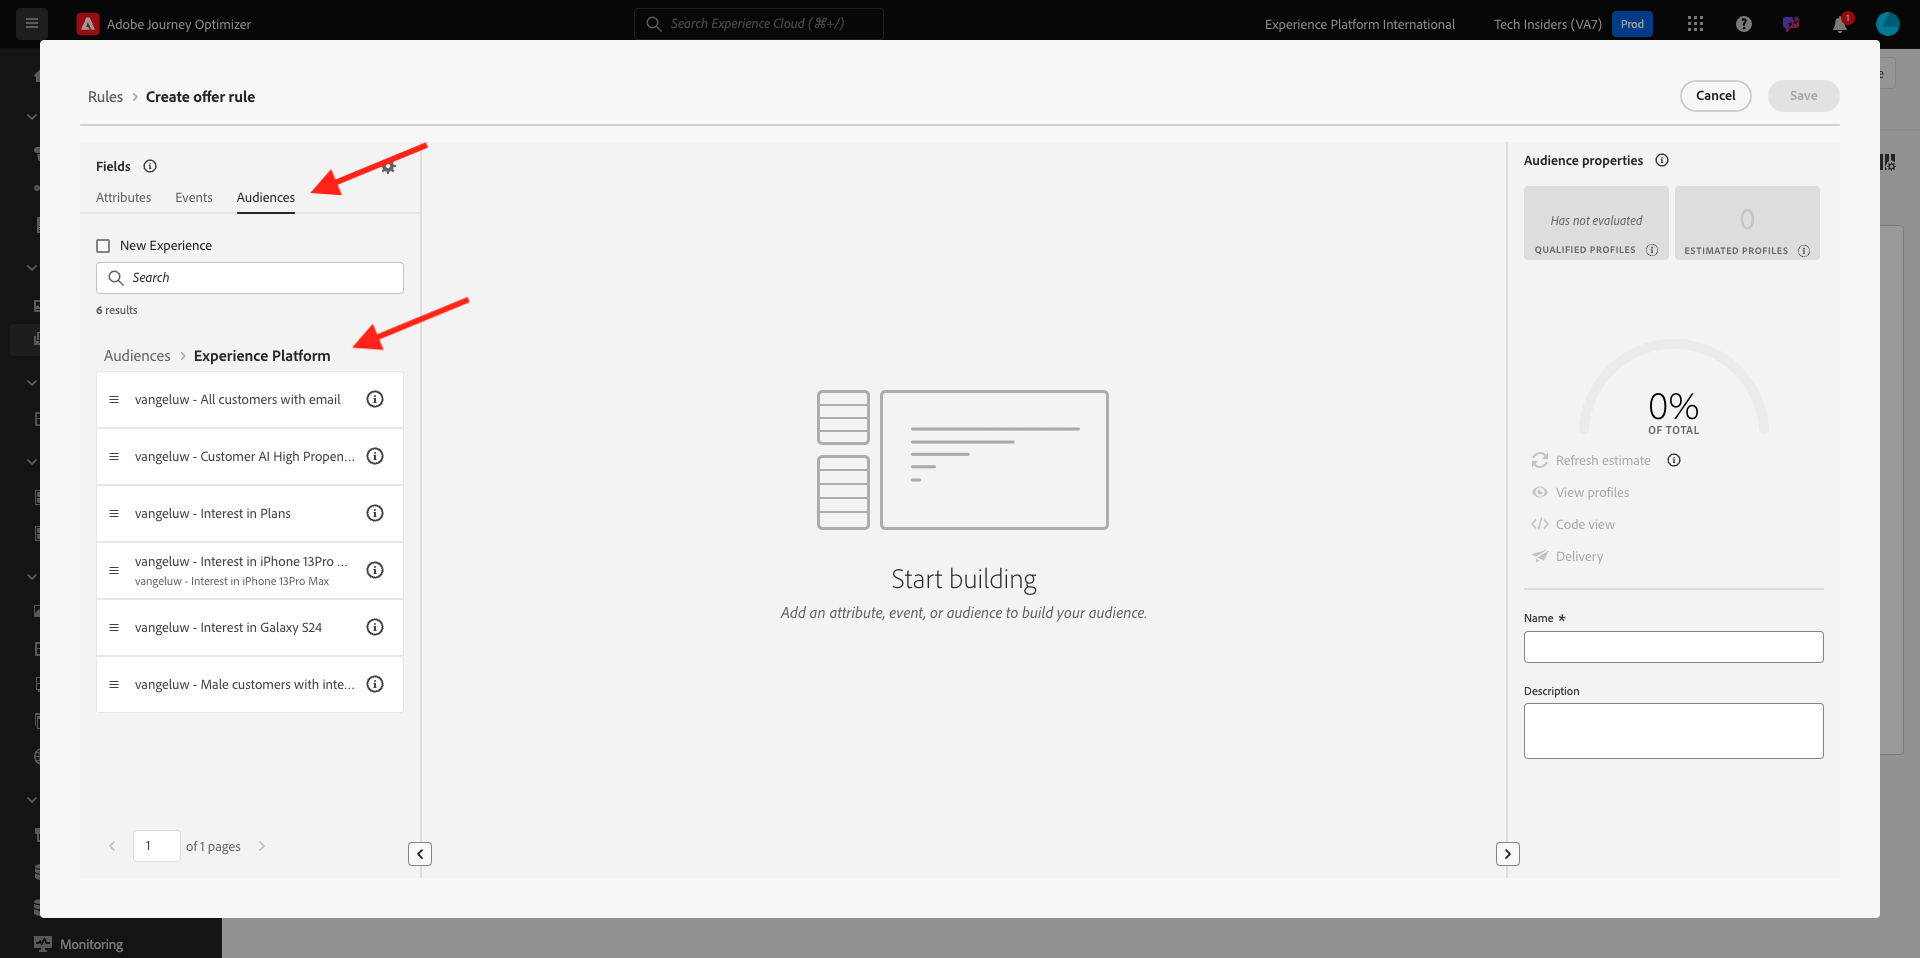 Adobe Journey Optimizer
Search Experience Cloud (⌘+/)
Experience Platform International
Tech Insiders (VA7)
Prod
1
Rules > Create offer rule
Cancel
Save
Fields
Attributes
Events
Audiences
New Experience
Search
6 results
Audiences > Experience Platform
vangeluw - All customers with email
vangeluw - Customer AI High Propen...
vangeluw - Interest in Plans
vangeluw - Interest in iPhone 13Pro ...
vangeluw - Interest in iPhone 13Pro Max
vangeluw - Interest in Galaxy S24
vangeluw - Male customers with inte...
1 of 1 pages
Start building
Add an attribute, event, or audience to build your audience.
Audience properties
Has not evaluated
QUALIFIED PROFILES
0
ESTIMATED PROFILES
0%
OF TOTAL
Refresh estimate
View profiles
Code view
Delivery
Name *
Description
Monitoring